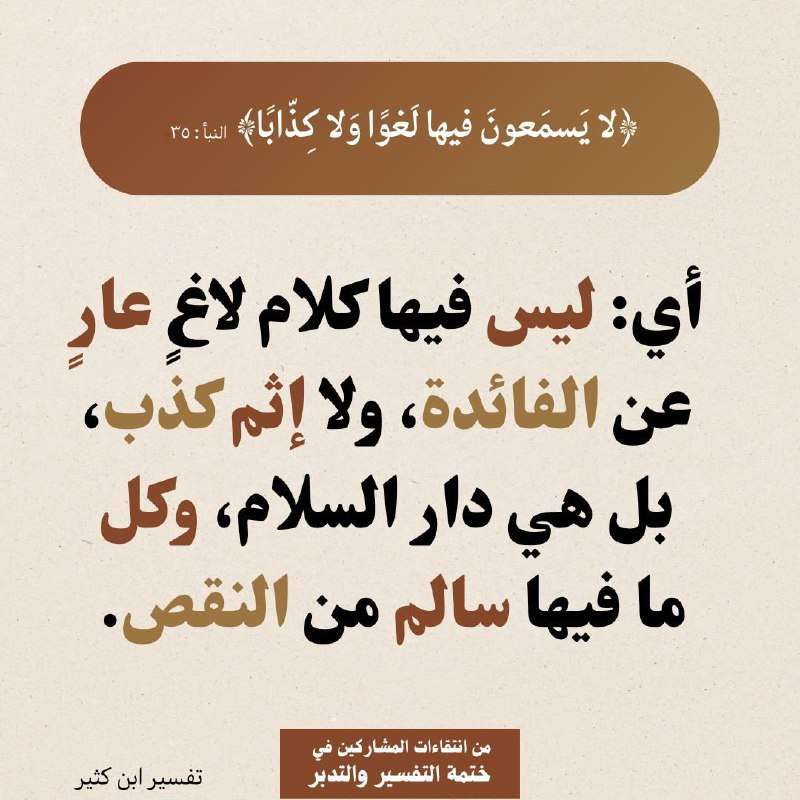 ﴿لا يَسمَعونَ فيها لَغوًا وَلا كِذّابًا﴾ النبأ: ٣٥
أي: ليس فيها كلام لاغٍ عارٍ
عن الفائدة، ولا إثم كذب،
بل هي دار السلام، وكل
ما فيها سالم من النقص.
من انتقاءات المشاركين في
ختمة التفسير والتدبر
تفسير ابن كثير